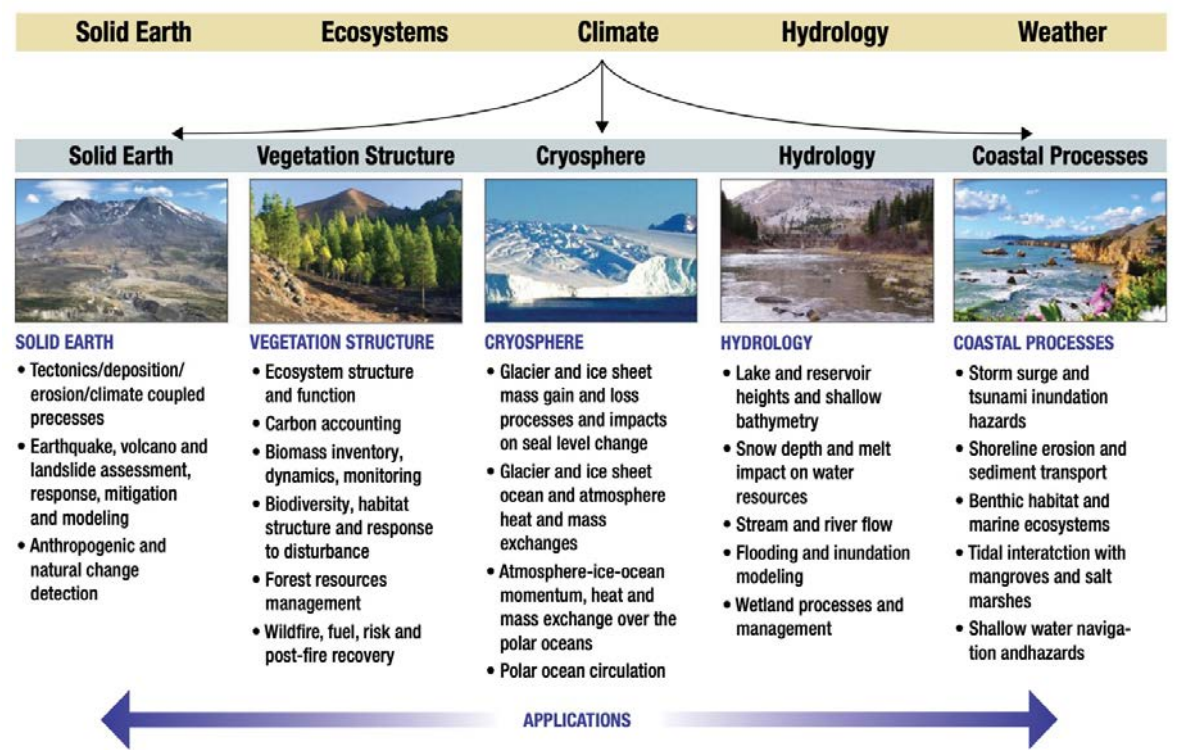 Solid Earth Ecosystems Climate Hydrology Weather
Solid Earth Vegetation Structure Cryosphere Hydrology Coastal Processes
SOLID EARTH
• Tectonics/deposition/
erosion/climate coupled
precesses
• Earthquake, volcano and
landslide assessment,
response, mitigation
and modeling
• Anthropogenic and
natural change
detection
VEGETATION STRUCTURE
• Ecosystem structure
and function
• Carbon accounting
• Biomass inventory,
dynamics, monitoring
• Biodiversity, habitat
structure and response
to disturbance
• Forest resources
management
• Wildfire, fuel, risk and
post-fire recovery
CRYOSPHERE
• Glacier and ice sheet
mass gain and loss
processes and impacts
on seal level change
• Glacier and ice sheet
ocean and atmosphere
heat and mass
exchanges
• Atmosphere-ice-ocean
momentum, heat and
mass exchange over the
polar oceans
• Polar ocean circulation
HYDROLOGY
• Lake and reservoir
heights and shallow
bathymetry
• Snow depth and melt
impact on water
resources
• Stream and river flow
• Flooding and inundation
modeling
• Wetland processes and
management
COASTAL PROCESSES
• Storm surge and
tsunami inundation
hazards
• Shoreline erosion and
sediment transport
• Benthic habitat and
marine ecosystems
• Tidal interatction with
mangroves and salt
marshes
• Shallow water naviga-
tion andhazards
APPLICATIONS